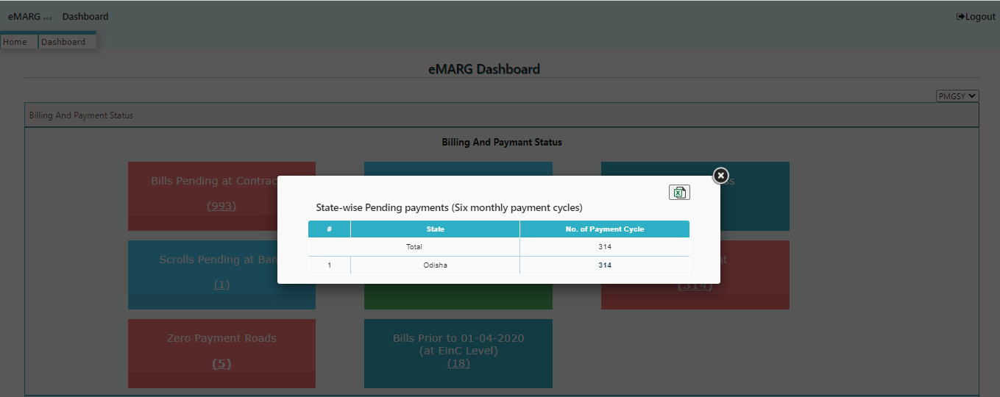 eMARG v4.0 Dashboard Logout
Home Dashboard
eMARG Dashboard
PMGSY
Billing And Payment Status
Billing And Paymant Status
Bills Pending at Contrac
(993)
State-wise Pending payments (Six monthly payment cycles)
# State No. of Payment Cycle
Total 314
1 Odisha 314
Scrolls Pending at Ban
(1)
(314)
Zero Payment Roads
(5)
Bills Prior to 01-04-2020
(at EinC Level)
(18)